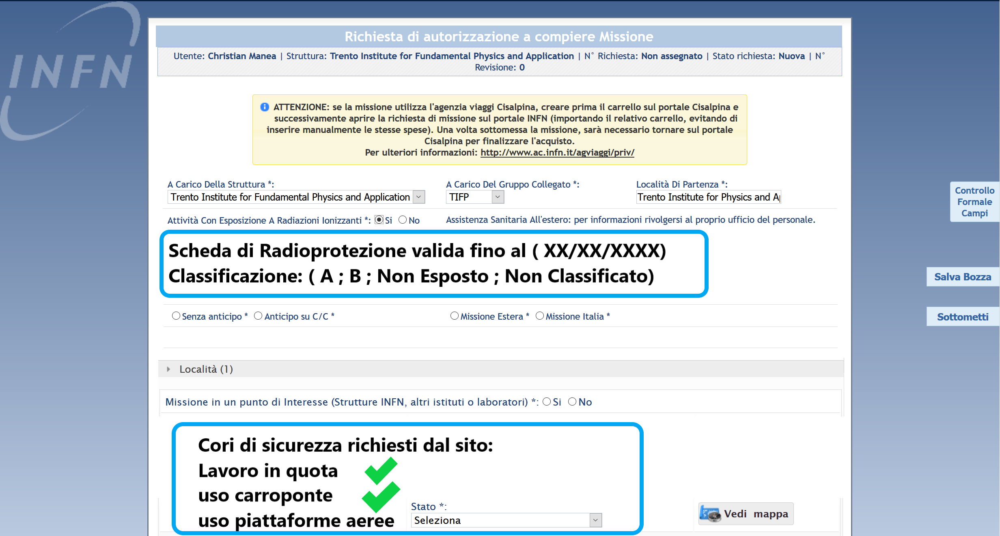 INFN
Richiesta di autorizzazione a compiere Missione
Utente: Christian Manea | Struttura: Trento Institute for Fundamental Physics and Application | N° Richiesta: Non assegnato | Stato richiesta: Nuova | N°
Revisione: 0
ATTENZIONE: se la missione utilizza l'agenzia viaggi Cisalpina, creare prima il carrello sul portale Cisalpina e
successivamente aprire la richiesta di missione sul portale INFN (importando il relativo carrello, evitando di
inserire manualmente le stesse spese). Una volta sottomessa la missione, sarà necessario tornare sul portale
Cisalpina per finalizzare l'acquisto.
Per ulteriori informazioni: http://www.ac.infn.it/agviaggi/priv/
A Carico Della Struttura *:
Trento Institute for Fundamental Physics and Application
A Carico Del Gruppo Collegato *:
TIFP
Località Di Partenza *:
Trento Institute for Physics and A
Controllo
Formale
Campi
Attività Con Esposizione A Radiazioni Ionizzanti *: Si No
Assistenza Sanitaria All'estero: per informazioni rivolgersi al proprio ufficio del personale.
Scheda di Radioprotezione valida fino al ( XX/XX/XXXX)
Classificazione: ( A ; B ; Non Esposto ; Non Classificato)
Salva Bozza
Senza anticipo * Anticipo su C/C * Missione Estera * Missione Italia *
Sottometti
Località (1)
Missione in un punto di Interesse (Strutture INFN, altri istituti o laboratori) *: Si No
Cori di sicurezza richiesti dal sito:
Lavoro in quota
uso carroponte
uso piattaforme aeree
Stato *:
Seleziona
Vedi mappa